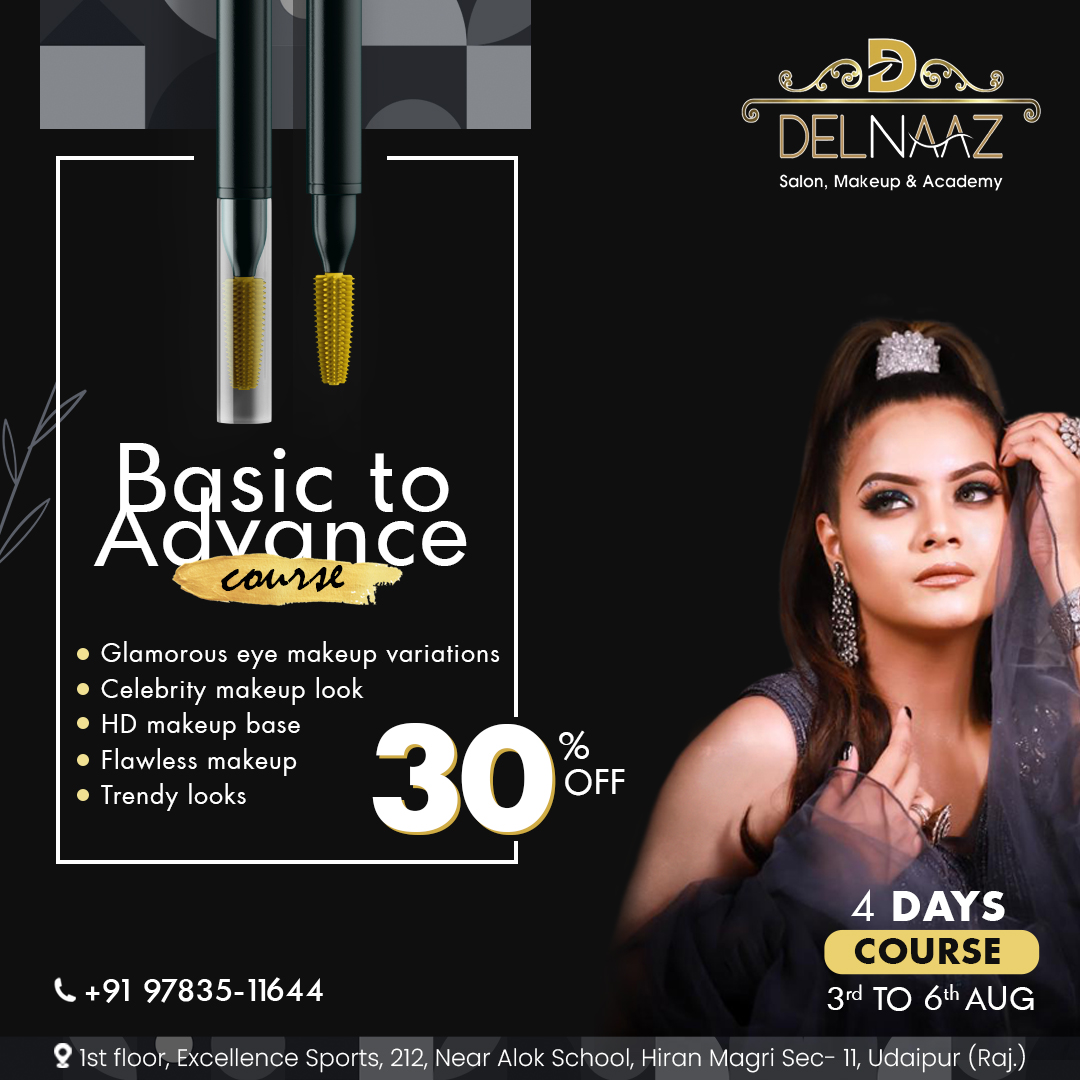 D
DELNAAZ
Salon, Makeup & Academy
Basic to
Advance
course
Glamorous eye makeup variations
Celebrity makeup look
HD makeup base
Flawless makeup
Trendy looks
30% OFF
4 DAYS
COURSE
3rd TO 6th AUG
+91 97835-11644
1st floor, Excellence Sports, 212, Near Alok School, Hiran Magri Sec- 11, Udaipur (Raj.)